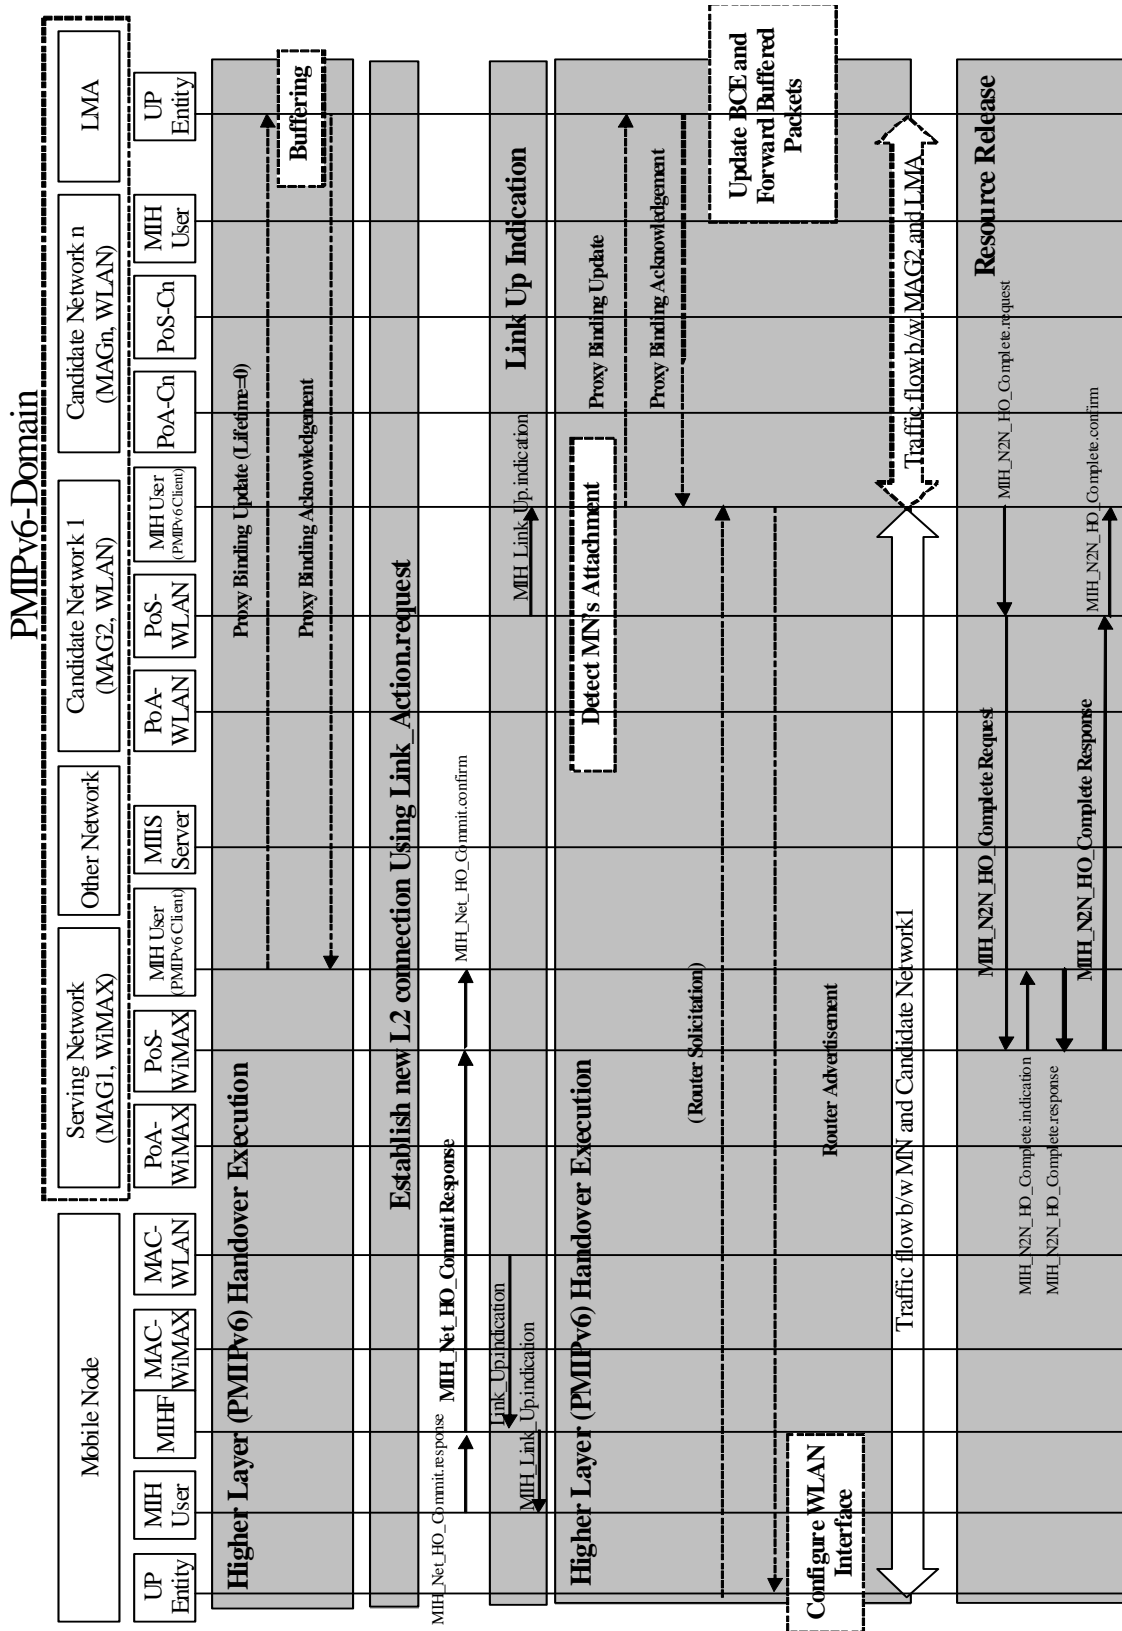 PMIPv6-Domain
Mobile Node
Serving Network
(MAG1, WiMAX)
Other Network
Candidate Network 1
(MAG2, WLAN)
Candidate Network n
(MAGn, WLAN)
LMA
UP
Entity
MIH
User
MIHF
MAC-
WiMAX
MAC-
WLAN
PoA-
WiMAX
PoS-
WiMAX
MIH User
(PMIPv6 Client)
MIIS
Server
PoA-
WLAN
PoS-
WLAN
MIH User
(PMIPv6 Client)
PoA-Cn
PoS-Cn
MIH
User
UP
Entity
Higher Layer (PMIPv6) Handover Execution
Proxy Binding Update (Lifetime=0)
Buffering
Proxy Binding Acknowledgement
Establish new L2 connection Using Link_Action.request
MIH_Net_HO_Commit.response
MIH_Net_HO_Commit Response
MIH_Net_HO_Commit.confirm
Link Up Indication
Link_Up.indication
MIH_Link_Up.indication
MIH_Link_Up.indication
Higher Layer (PMIPv6) Handover Execution
Detect MN's Attachment
Proxy Binding Update
Proxy Binding Acknowledgement
(Router Solicitation)
Update BCE and
Forward Buffered
Packets
Router Advertisement
Configure WLAN
Interface
Traffic flow b/w MN and Candidate Network1
Traffic flow b/w MAG2 and LMA
Resource Release
MIH_N2N_HO_Complete.request
MIH_N2N_HO_Complete Request
MIH_N2N_HO_Complete.indication
MIH_N2N_HO_Complete.response
MIH_N2N_HO_Complete Response
MIH_N2N_HO_Complete.confirm